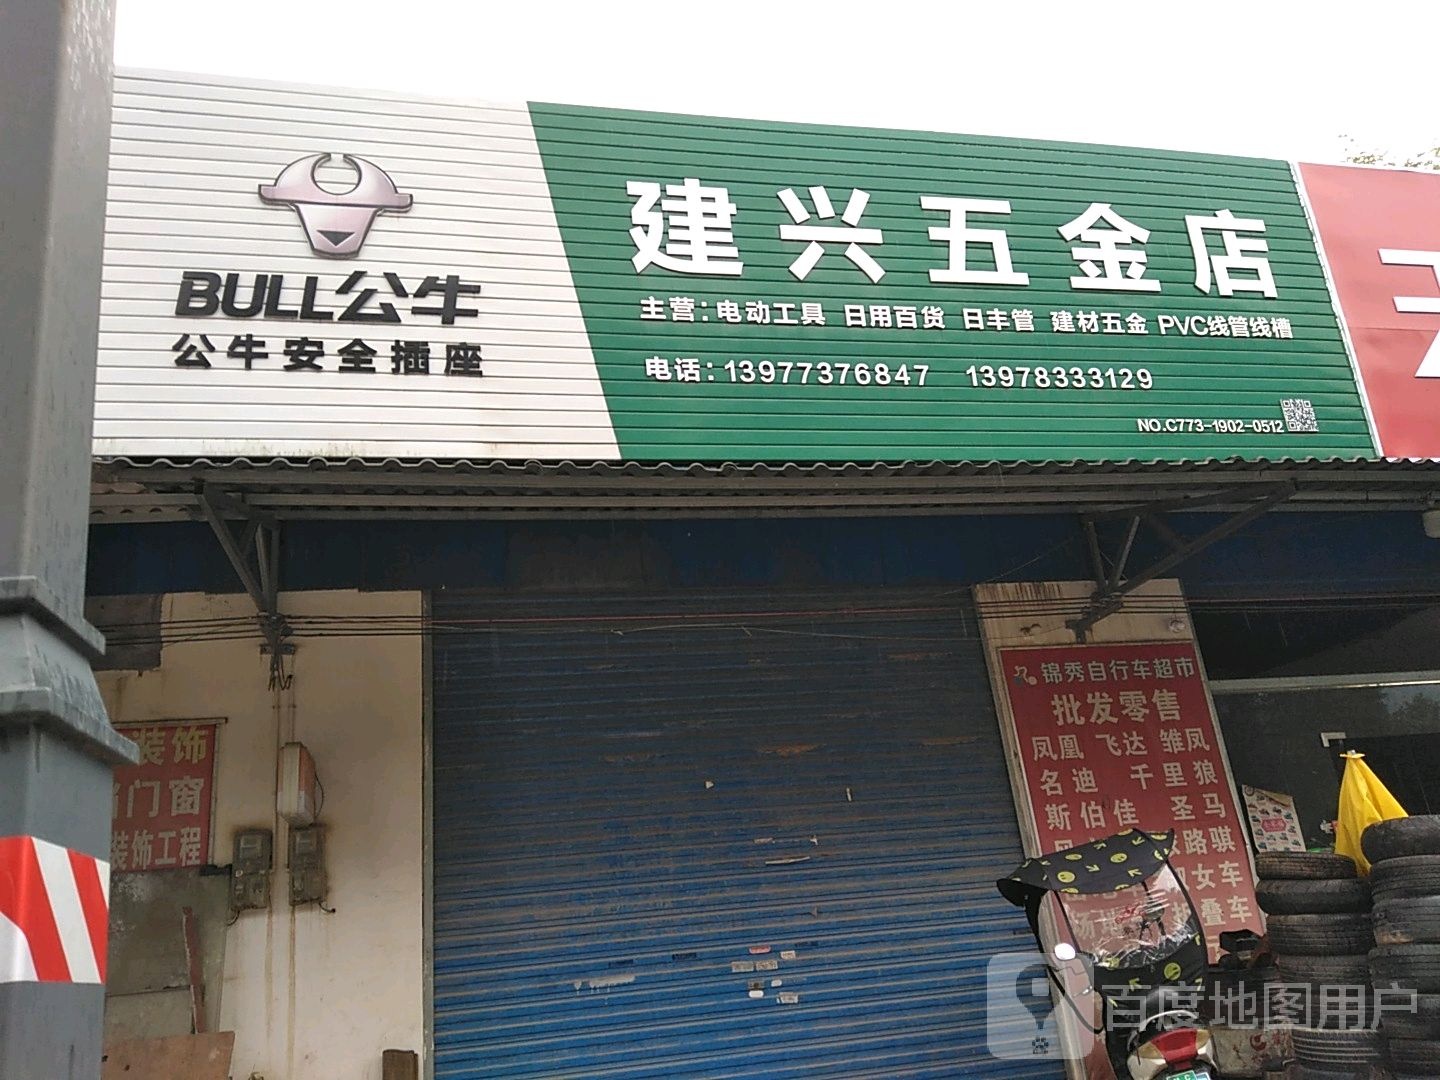 BULL公牛
公牛安全插座
建兴五金店
主营：电动工具 日用百货 日丰管 建材五金 PVC线管线槽
电话：13977376847 13978333129
NO.C773-1902-0512
装饰
门窗
装饰工程
锦秀自行车超市
批发零售
凤凰 飞达 雏凤
名迪 千里狼
斯伯佳 圣马
路骐
女车
叠车
百度地图用户